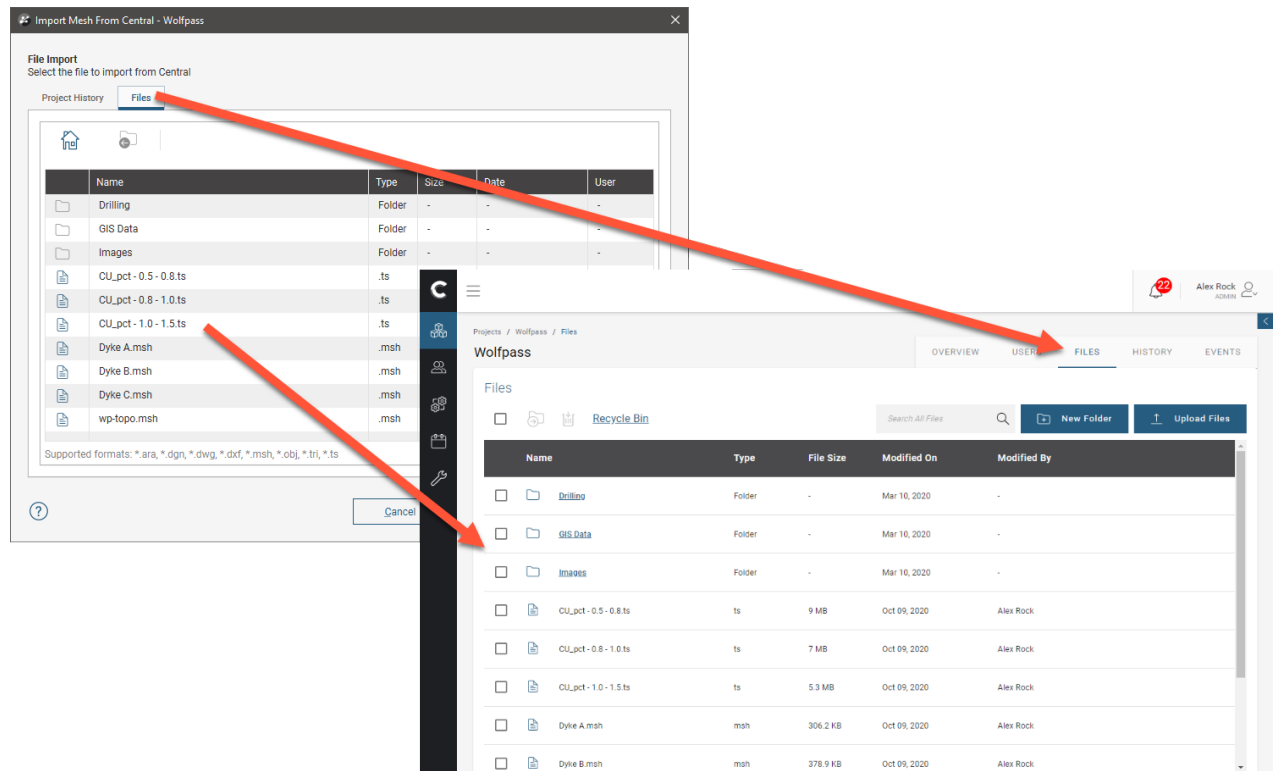 Import Mesh From Central - Wolfpass
File Import
Select the file to import from Central
Project History Files
Name Type Size Date User
Drilling Folder - - -
GIS Data Folder - - -
Images Folder - - -
CU_pct - 0.5 - 0.8.ts .ts
CU_pct - 0.8 - 1.0.ts .ts
CU_pct - 1.0 - 1.5.ts .ts
Dyke A.msh .msh
Dyke B.msh .msh
Dyke C.msh .msh
wp-topo.msh .msh
Supported formats: *.ara, *.dgn, *.dwg, *.dxf, *.msh, *.obj, *.tri, *.ts
? Cancel
C 22 Alex Rock
ADMIN
Projects / Wolfpass / Files
Wolfpass OVERVIEW USERS FILES HISTORY EVENTS
Files
Recycle Bin Search All Files New Folder Upload Files
Name Type File Size Modified On Modified By
Drilling Folder - Mar 10, 2020 -
GIS Data Folder - Mar 10, 2020 -
Images Folder - Mar 10, 2020 -
CU_pct - 0.5 - 0.8.ts ts 9 MB Oct 09, 2020 Alex Rock
CU_pct - 0.8 - 1.0.ts ts 7 MB Oct 09, 2020 Alex Rock
CU_pct - 1.0 - 1.5.ts ts 5.3 MB Oct 09, 2020 Alex Rock
Dyke A.msh msh 306.2 KB Oct 09, 2020 Alex Rock
Dyke B.msh msh 378.9 KB Oct 09, 2020 Alex Rock